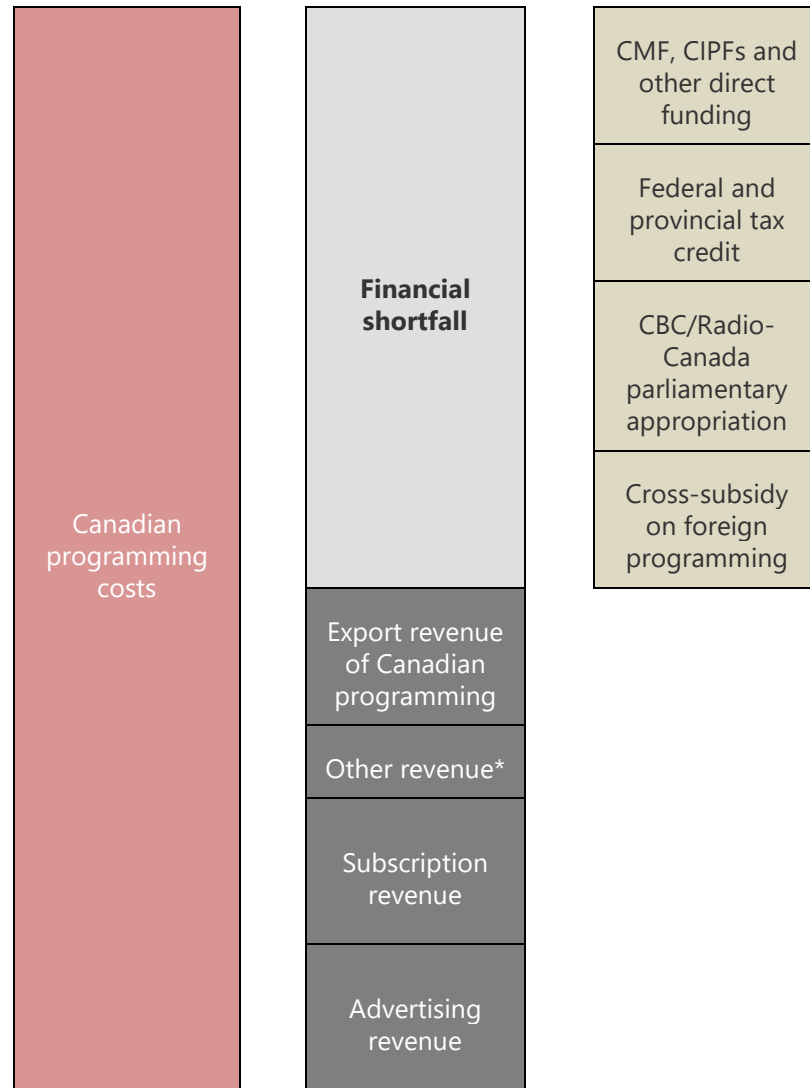 Canadian
programming
costs
Financial
shortfall
Export revenue
of Canadian
programming
Other revenue*
Subscription
revenue
Advertising
revenue
CMF, CIPFs and
other direct
funding
Federal and
provincial tax
credit
CBC/Radio-
Canada
parliamentary
appropriation
Cross-subsidy
on foreign
programming